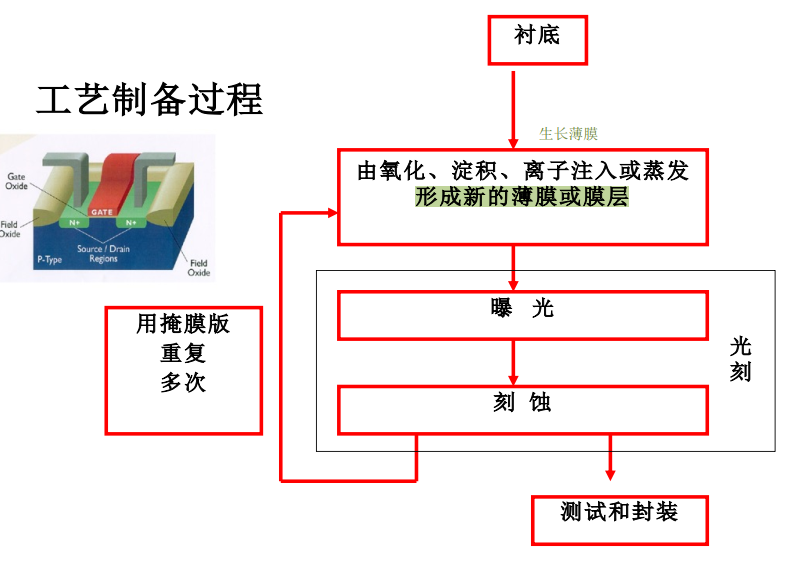 衬底
工艺制备过程
生长薄膜
由氧化、淀积、离子注入或蒸发
形成新的薄膜或膜层
Gate
Oxide
GATE
N+
N+
Field
Oxide
Source / Drain
Regions
P-Type
Field
Oxide
用掩膜版
重复
多次
曝 光
光
刻
刻 蚀
测试和封装